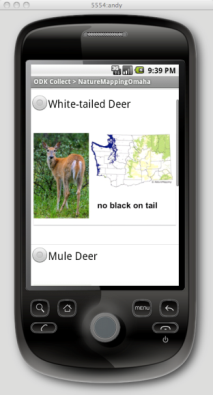 5554:andy
9:39 PM
ODK Collect > NatureMappingOmaha
White-tailed Deer
no black on tail
Mule Deer
MENU